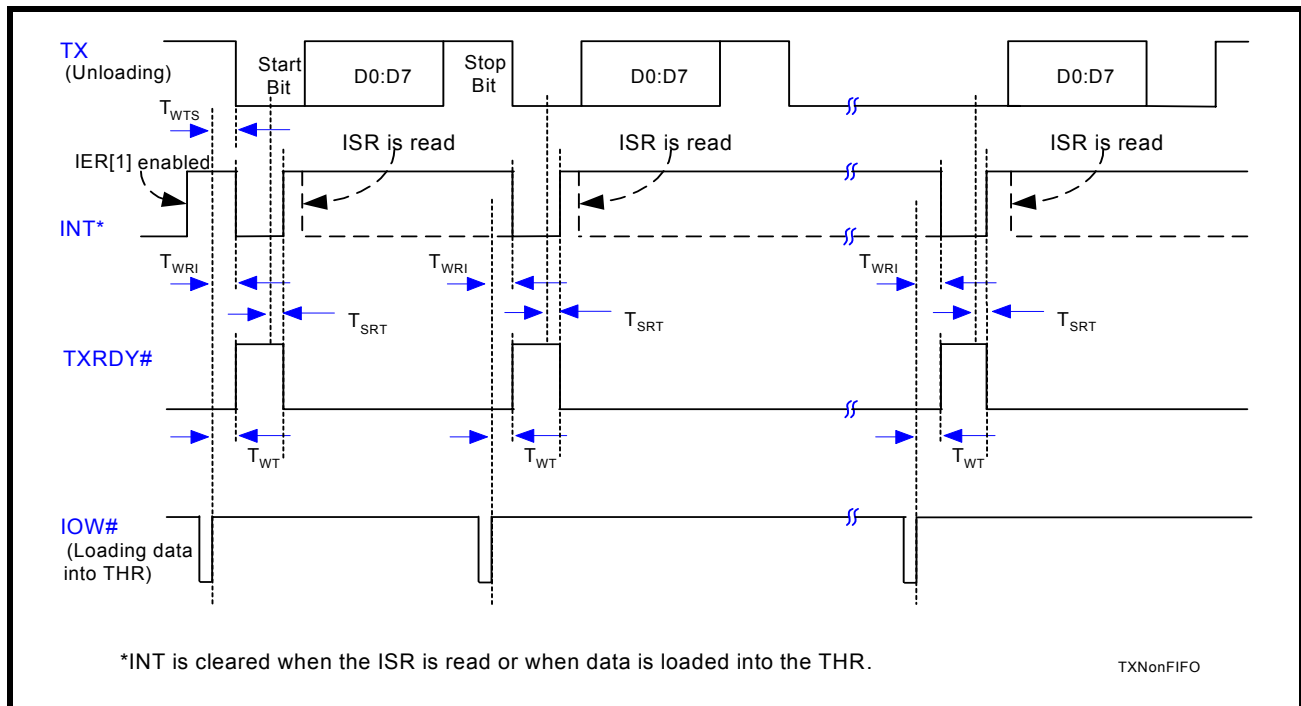 TX
(Unloading)
Start
Bit
D0:D7
Stop
Bit
D0:D7
D0:D7
TWTS
IER[1] enabled
ISR is read
ISR is read
ISR is read
INT*
TWRI
TWRI
TWRI
TSRT
TSRT
TSRT
TXRDY#
TWT
TWT
TWT
IOW#
(Loading data
into THR)
*INT is cleared when the ISR is read or when data is loaded into the THR.
TXNonFIFO